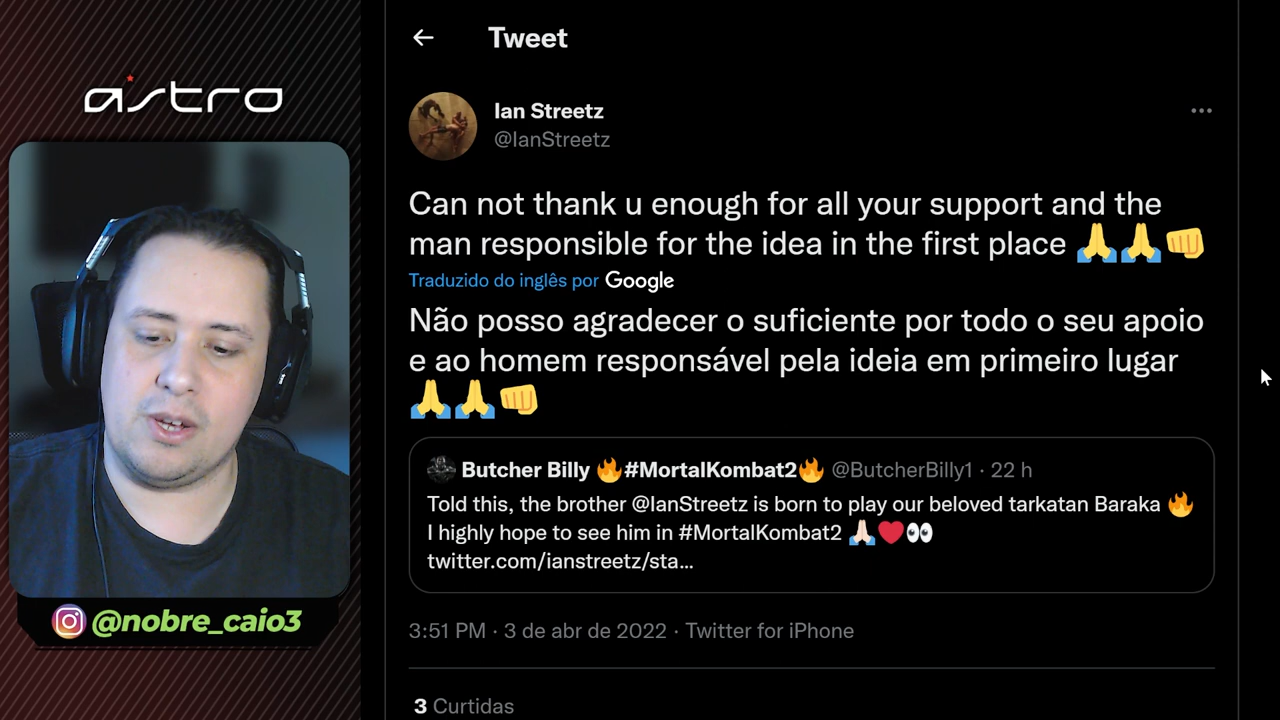 astro
@nobre_caio3
← Tweet
Ian Streetz
@IanStreetz
Can not thank u enough for all your support and the
man responsible for the idea in the first place 🙏🙏👊
Traduzido do inglês por Google
Não posso agradecer o suficiente por todo o seu apoio
e ao homem responsável pela ideia em primeiro lugar
🙏🙏👊
Butcher Billy 🔥#MortalKombat2🔥 @ButcherBilly1 · 22 h
Told this, the brother @IanStreetz is born to play our beloved tarkatan Baraka 🔥
I highly hope to see him in #MortalKombat2 🙏🏻❤️👀
twitter.com/ianstreetz/sta...
3:51 PM · 3 de abr de 2022 · Twitter for iPhone
3 Curtidas